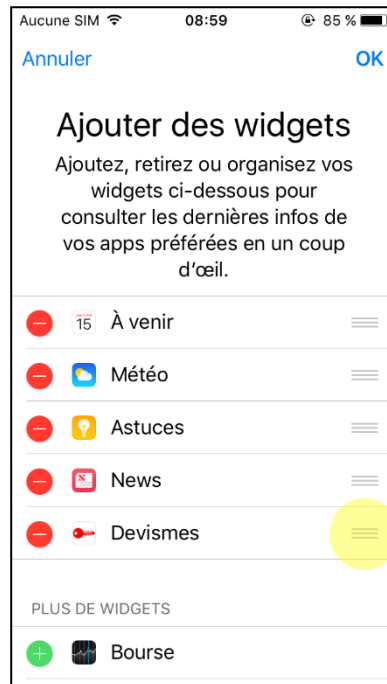 Aucune SIM 08:59 85 %
Annuler OK
Ajouter des widgets
Ajoutez, retirez ou organisez vos
widgets ci-dessous pour
consulter les dernières infos de
vos apps préférées en un coup
d’œil.
15 À venir
Météo
Astuces
News
Devismes
PLUS DE WIDGETS
Bourse